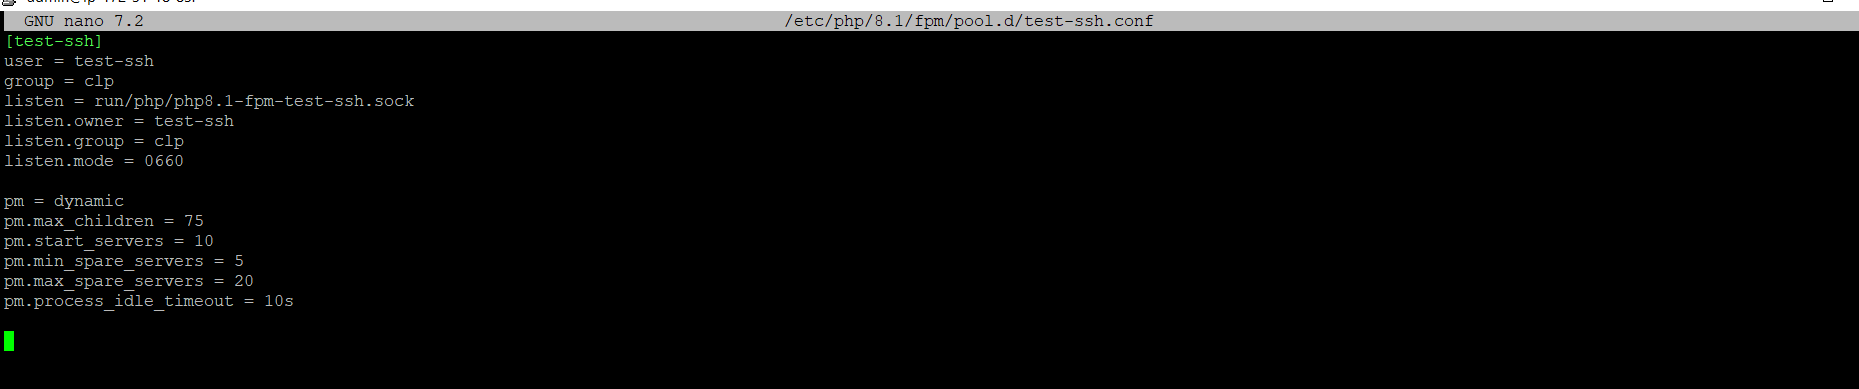 GNU nano 7.2 /etc/php/8.1/fpm/pool.d/test-ssh.conf
[test-ssh]
user = test-ssh
group = clp
listen = run/php/php8.1-fpm-test-ssh.sock
listen.owner = test-ssh
listen.group = clp
listen.mode = 0660
pm = dynamic
pm.max_children = 75
pm.start_servers = 10
pm.min_spare_servers = 5
pm.max_spare_servers = 20
pm.process_idle_timeout = 10s